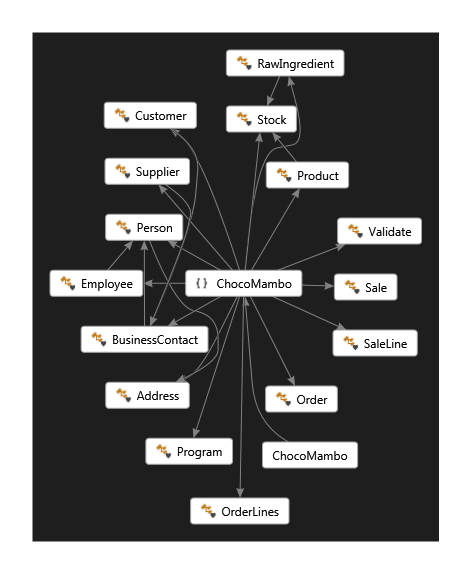 RawIngredient
Customer
Stock
Supplier
Product
Person
Validate
Employee
{ } ChocoMambo
Sale
BusinessContact
SaleLine
Address
Order
Program
ChocoMambo
OrderLines